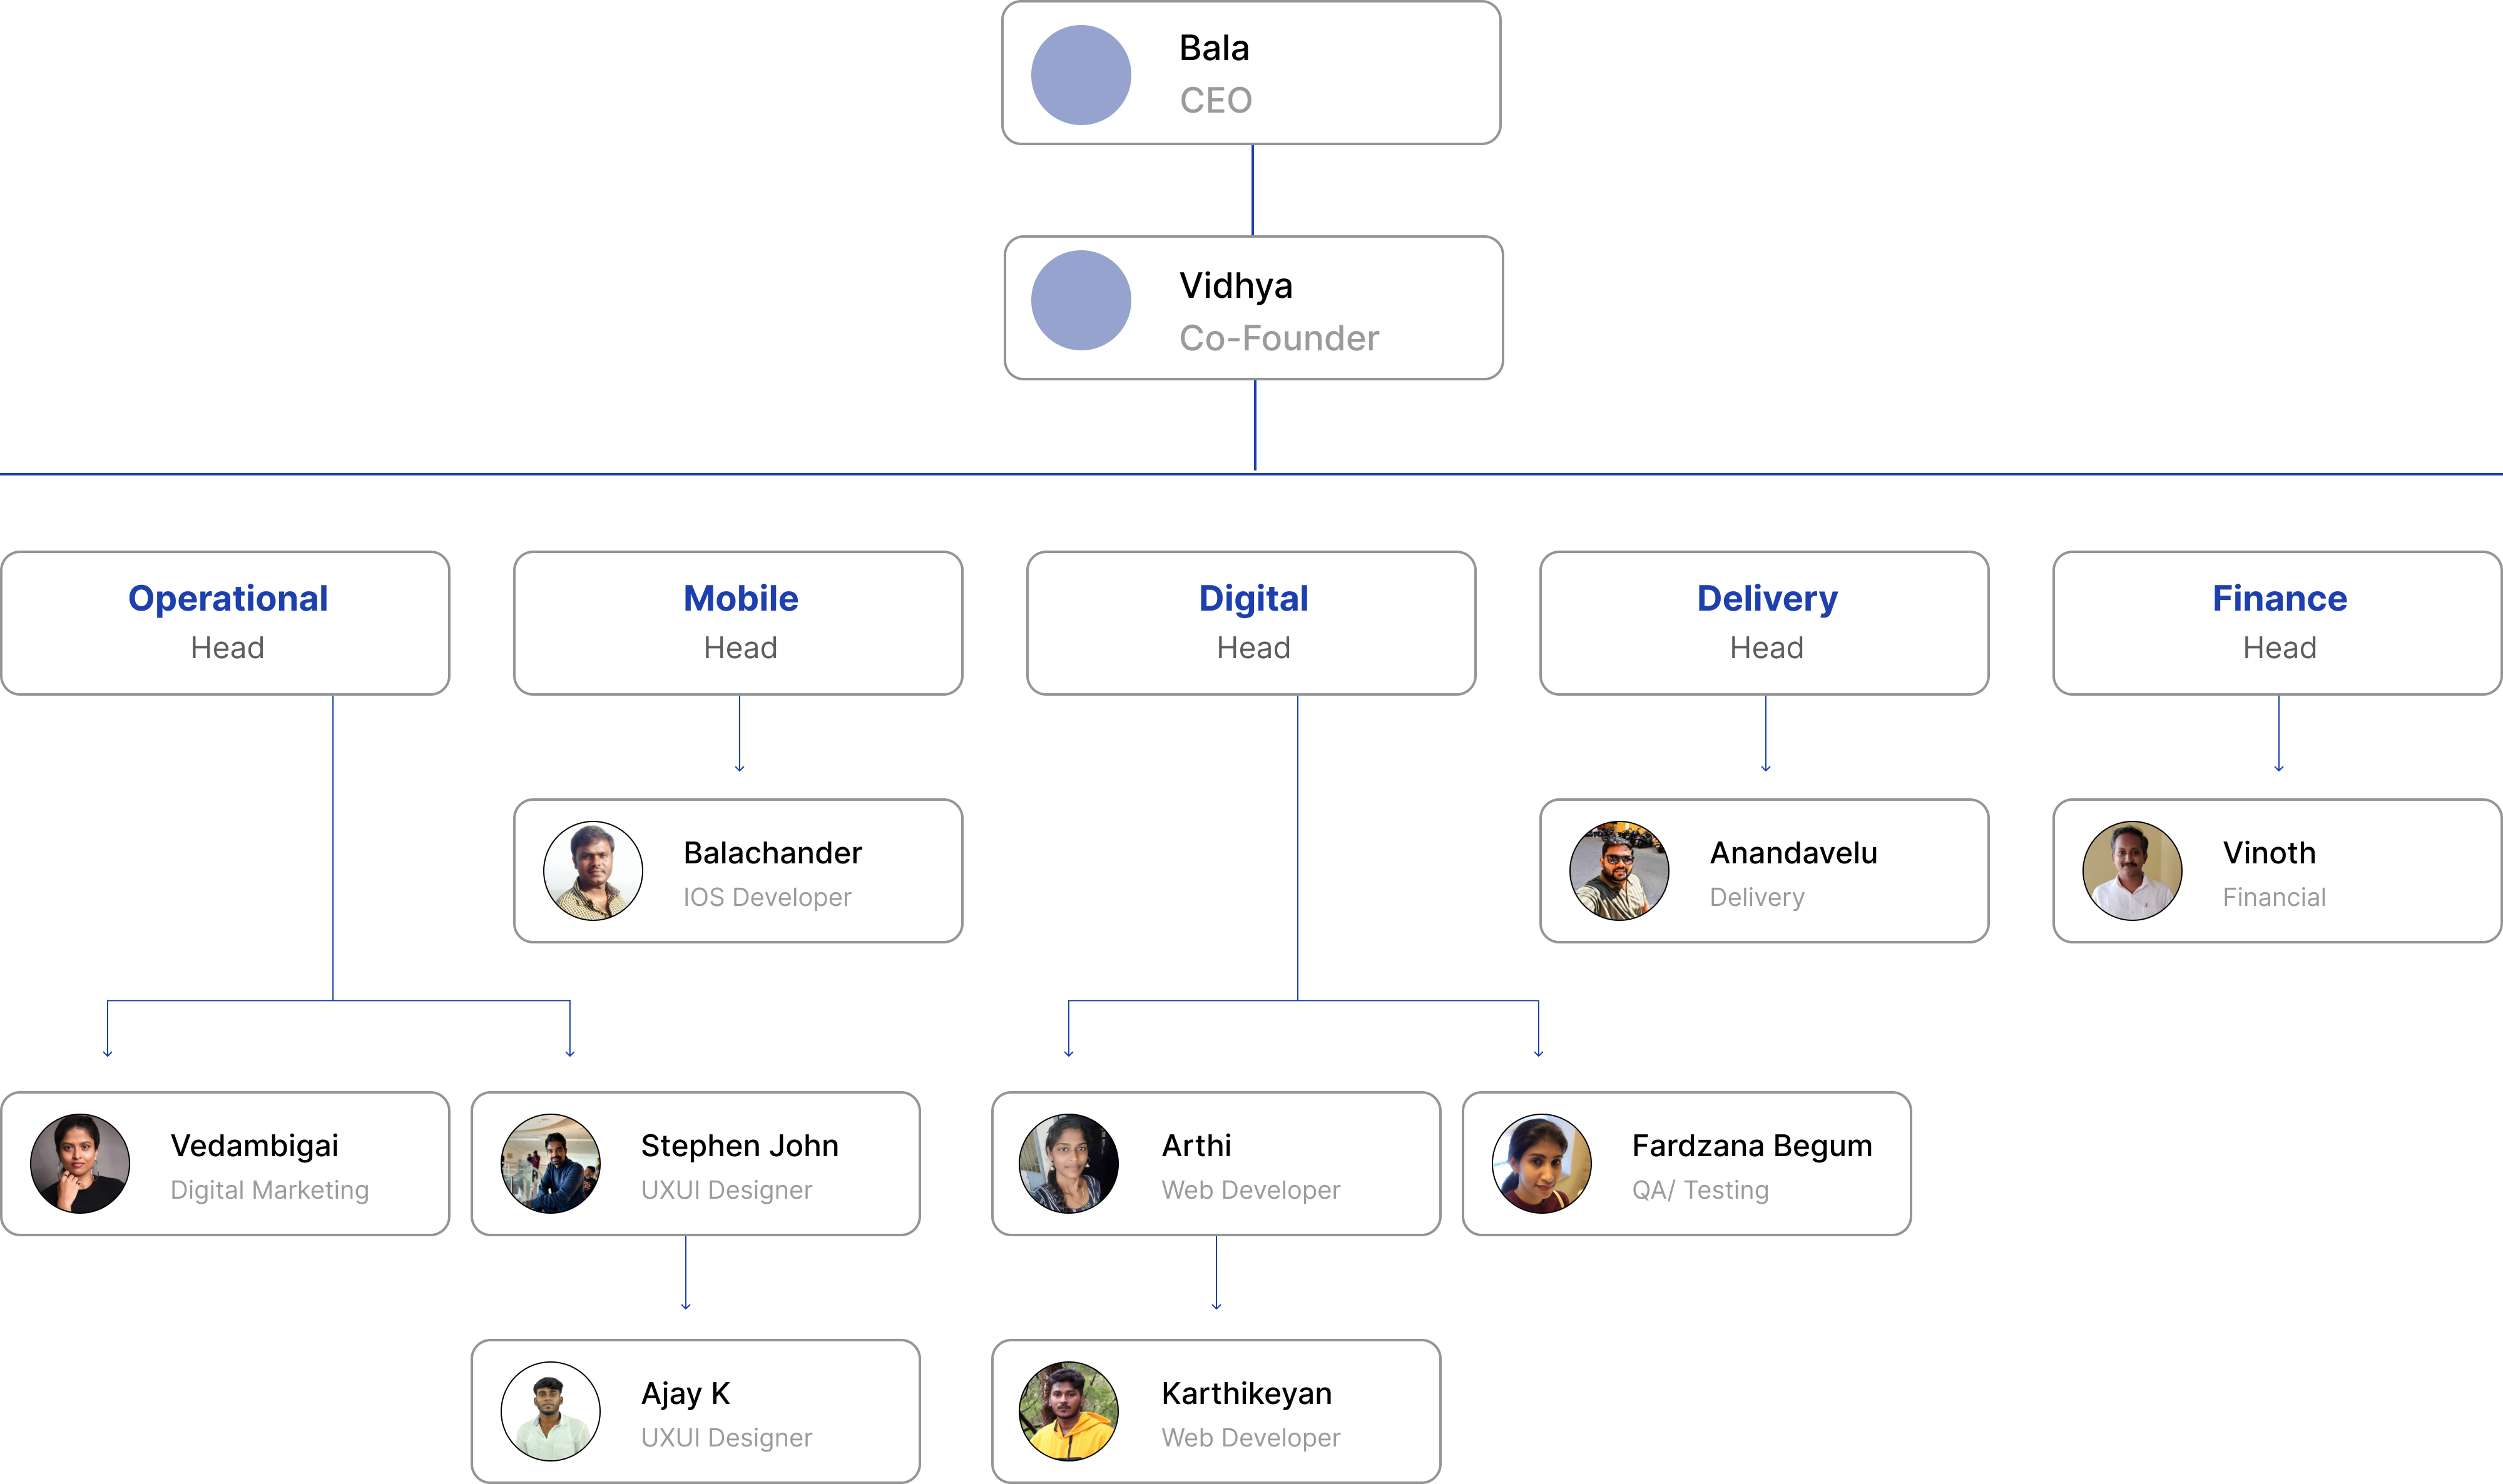 Bala
CEO
Vidhya
Co-Founder
Operational
Head
Mobile
Head
Digital
Head
Delivery
Head
Finance
Head
Balachander
IOS Developer
Anandavelu
Delivery
Vinoth
Financial
Vedambigai
Digital Marketing
Stephen John
UXUI Designer
Arthi
Web Developer
Fardzana Begum
QA/ Testing
Ajay K
UXUI Designer
Karthikeyan
Web Developer